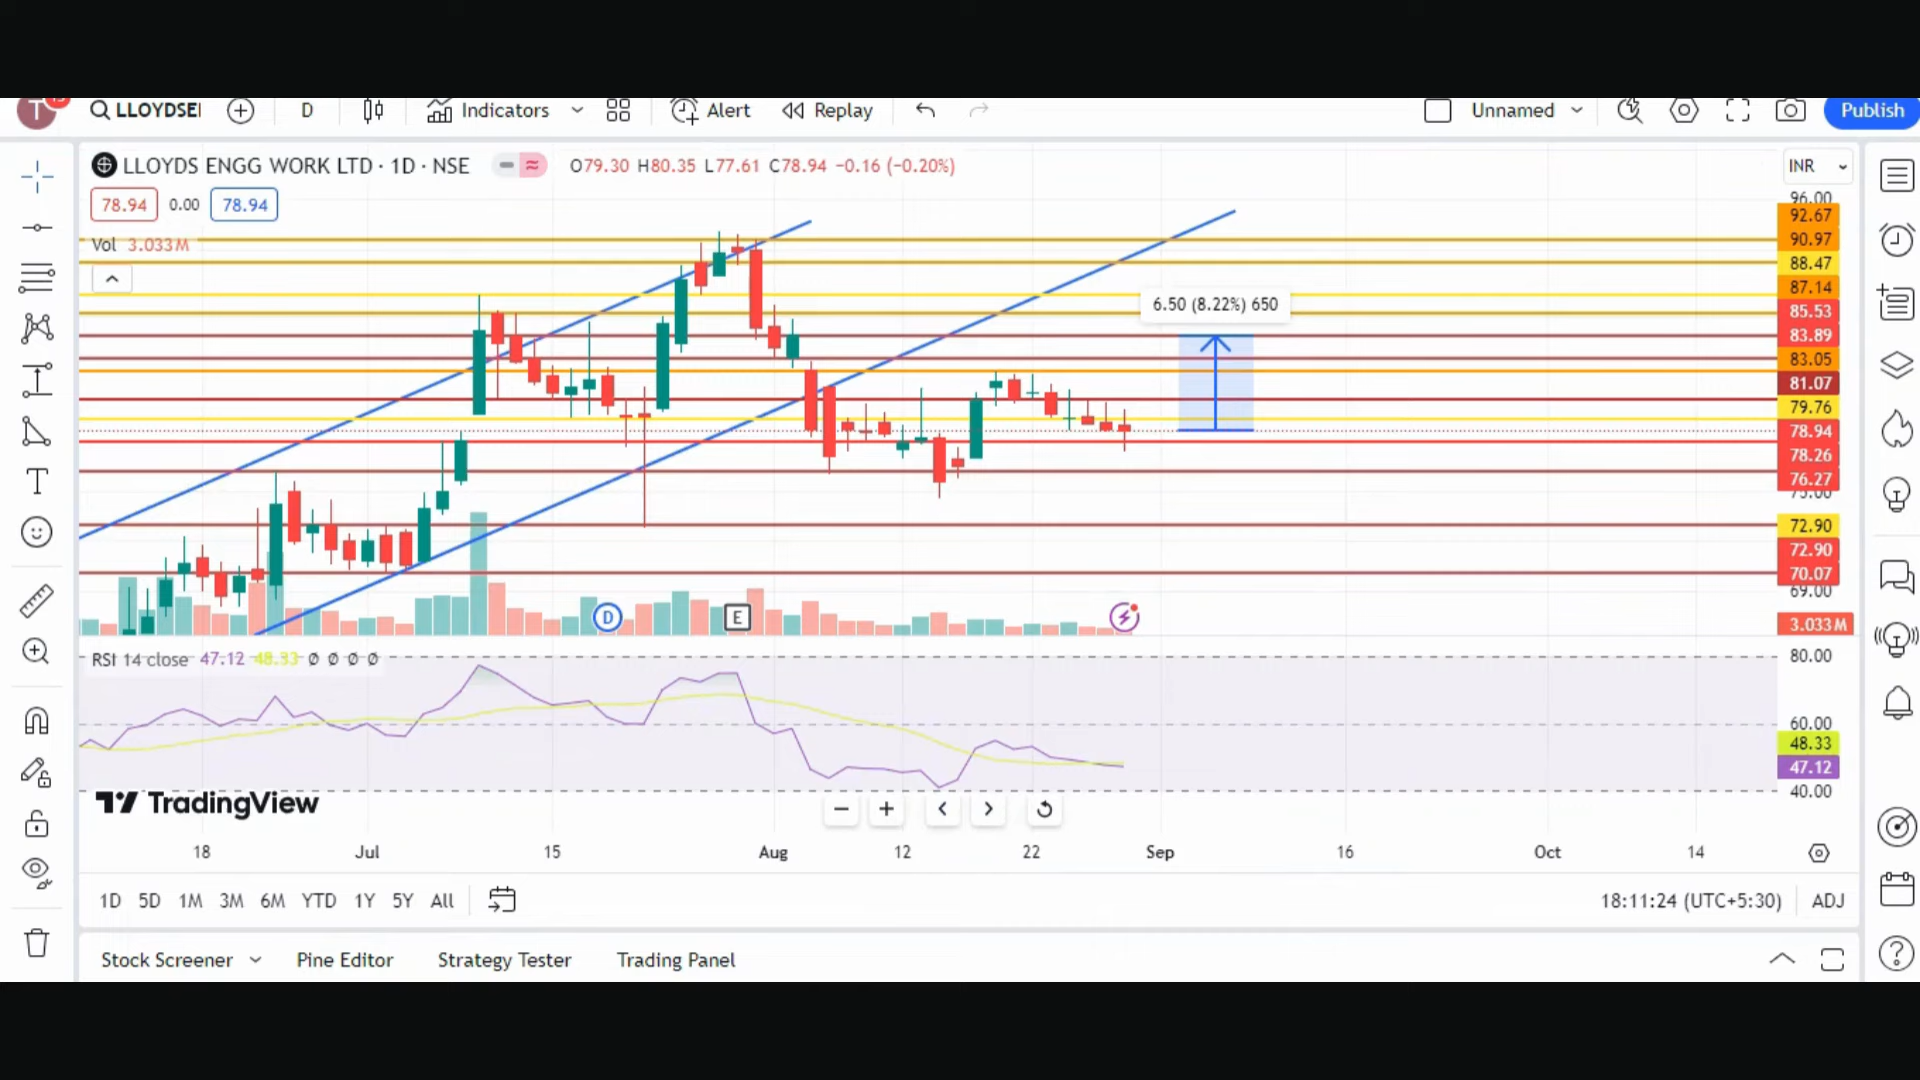 T
LLOYDSEI D Indicators Alert Replay Unnamed Publish
LLOYDS ENGG WORK LTD · 1D · NSE O79.30 H80.35 L77.61 C78.94 −0.16 (−0.20%) INR
78.94 0.00 78.94
Vol 3.033M
96.00
92.67
90.97
88.47
87.14
85.53
83.89
83.05
81.07
79.76
78.94
78.26
76.27
75.00
72.90
72.90
70.07
69.00
3.033M
6.50 (8.22%) 650
D E
RSI 14 close 47.12 48.33 Ø Ø Ø Ø
80.00
60.00
48.33
47.12
40.00
TradingView
18 Jul 15 Aug 12 22 Sep 16 Oct 14
1D 5D 1M 3M 6M YTD 1Y 5Y All 18:11:24 (UTC+5:30) ADJ
Stock Screener Pine Editor Strategy Tester Trading Panel